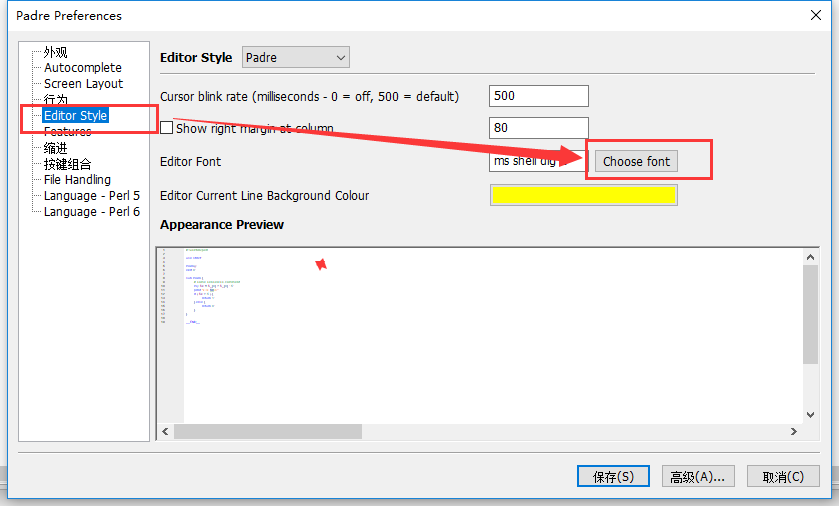 Padre Preferences
外观
Autocomplete
Screen Layout
行为
Editor Style
Features
缩进
按键组合
File Handling
Language - Perl 5
Language - Perl 6
Editor Style
Padre
Cursor blink rate (milliseconds - 0 = off, 500 = default)
500
Show right margin at column
80
Editor Font
ms shell dlg
Choose font
Editor Current Line Background Colour
Appearance Preview
保存(S)
高级(A)...
取消(C)